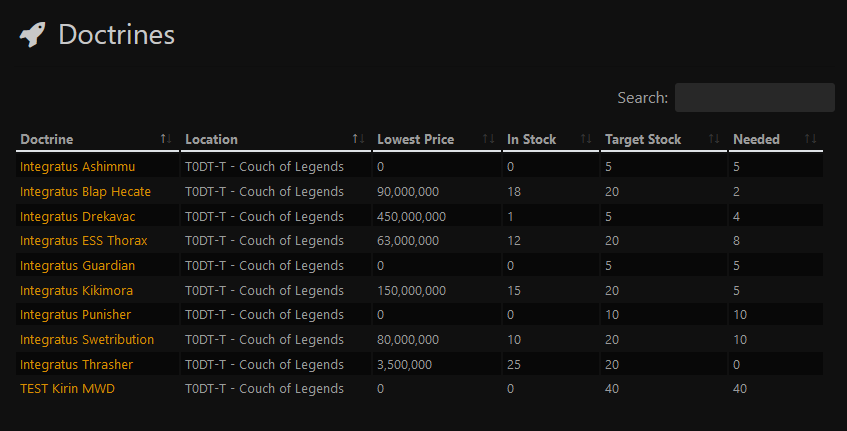 Doctrines
Search:
Doctrine Location Lowest Price In Stock Target Stock Needed
Integratus Ashimmu T0DT-T - Couch of Legends 0 0 5 5
Integratus Blap Hecate T0DT-T - Couch of Legends 90,000,000 18 20 2
Integratus Drekavac T0DT-T - Couch of Legends 450,000,000 1 5 4
Integratus ESS Thorax T0DT-T - Couch of Legends 63,000,000 12 20 8
Integratus Guardian T0DT-T - Couch of Legends 0 0 5 5
Integratus Kikimora T0DT-T - Couch of Legends 150,000,000 15 20 5
Integratus Punisher T0DT-T - Couch of Legends 0 0 10 10
Integratus Swetribution T0DT-T - Couch of Legends 80,000,000 10 20 10
Integratus Thrasher T0DT-T - Couch of Legends 3,500,000 25 20 0
TEST Kirin MWD T0DT-T - Couch of Legends 0 0 40 40